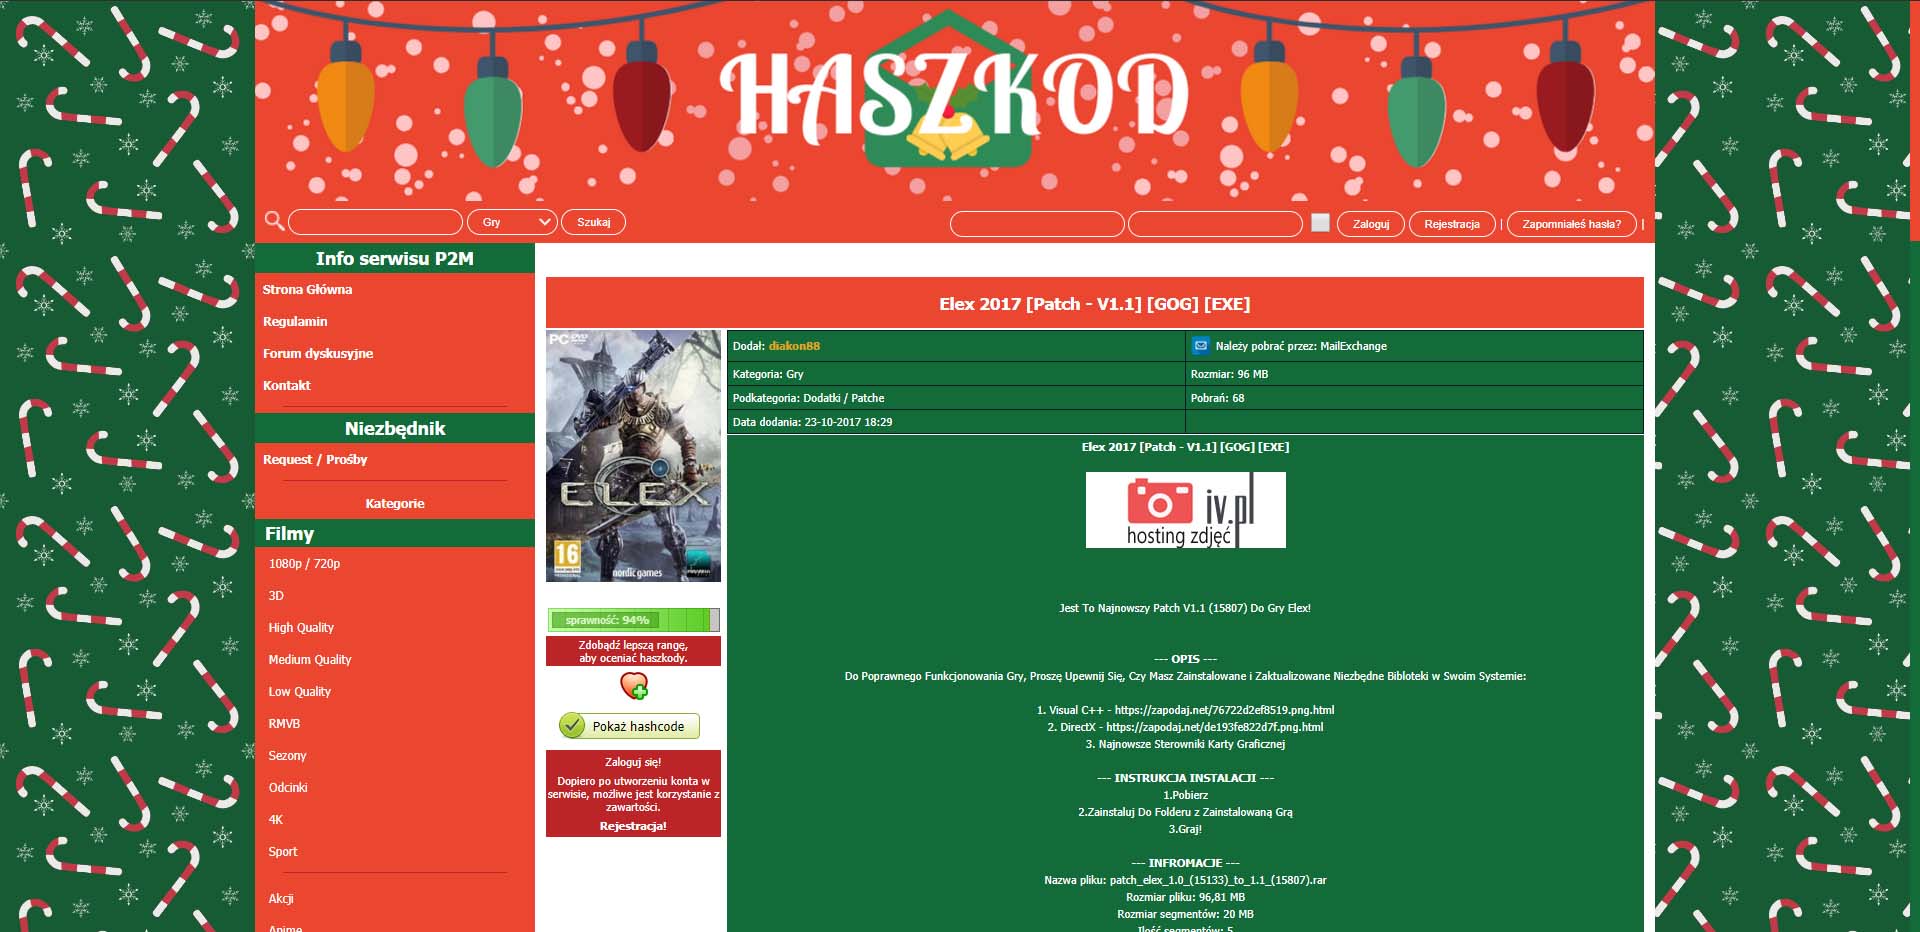 HASZKOD
Gry
Szukaj
Zaloguj
Rejestracja
|
Zapomniałeś hasła?
|
Info serwisu P2M
Strona Główna
Regulamin
Forum dyskusyjne
Kontakt
Niezbędnik
Request / Prośby
Kategorie
Filmy
1080p / 720p
3D
High Quality
Medium Quality
Low Quality
RMVB
Sezony
Odcinki
4K
Sport
Akcji
Anime
Elex 2017 [Patch - V1.1] [GOG] [EXE]
PC DVD
ELEX
16
nordic games
sprawność: 94%
Zdobądź lepszą rangę,
aby oceniać haszkody.
Pokaż hashcode
Zaloguj się!
Dopiero po utworzeniu konta w
serwisie, możliwe jest korzystanie z
zawartości.
Rejestracja!
Dodał: diakon88
Należy pobrać przez: MailExchange
Kategoria: Gry
Rozmiar: 96 MB
Podkategoria: Dodatki / Patche
Pobrań: 68
Data dodania: 23-10-2017 18:29
Elex 2017 [Patch - V1.1] [GOG] [EXE]
iv.pl
hosting zdjęć
Jest To Najnowszy Patch V1.1 (15807) Do Gry Elex!
--- OPIS ---
Do Poprawnego Funkcjonowania Gry, Proszę Upewnij Się, Czy Masz Zainstalowane i Zaktualizowane Niezbędne Bibloteki w Swoim Systemie:
1. Visual C++ - https://zapodaj.net/76722d2ef8519.png.html
2. DirectX - https://zapodaj.net/de193fe822d7f.png.html
3. Najnowsze Sterowniki Karty Graficznej
--- INSTRUKCJA INSTALACJI ---
1.Pobierz
2.Zainstaluj Do Folderu z Zainstalowaną Grą
3.Graj!
--- INFROMACJE ---
Nazwa pliku: patch_elex_1.0_(15133)_to_1.1_(15807).rar
Rozmiar pliku: 96,81 MB
Rozmiar segmentów: 20 MB
Ilość segmentów: 5